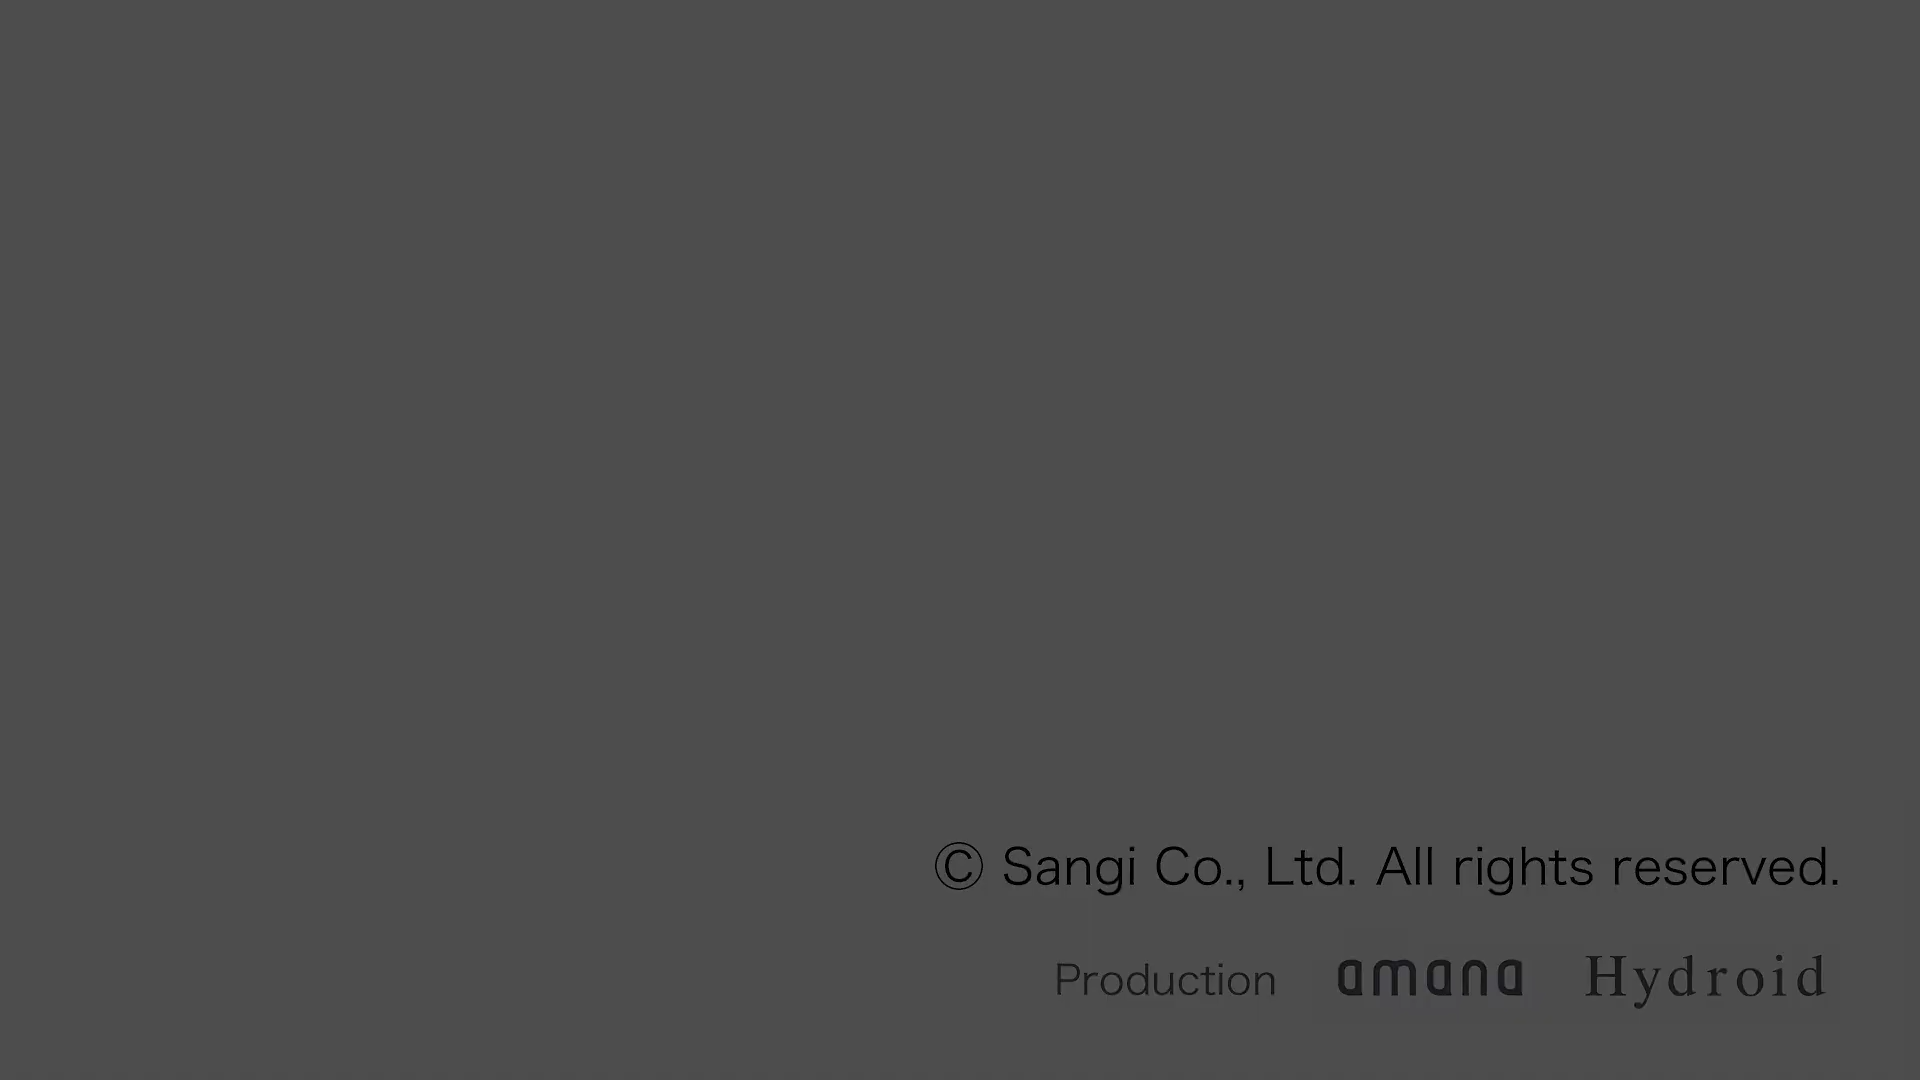 Ⓒ Sangi Co., Ltd. All rights reserved.
Production amana Hydroid